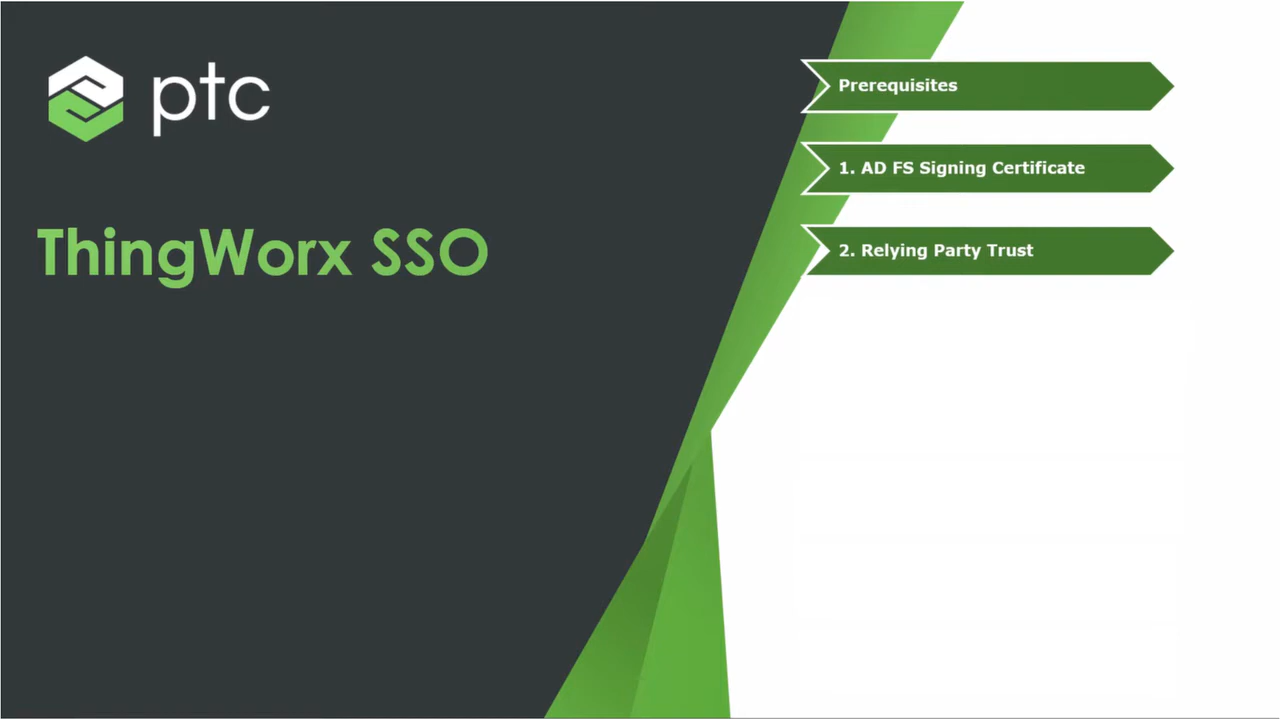 ptc
ThingWorx SSO
Prerequisites
1. AD FS Signing Certificate
2. Relying Party Trust